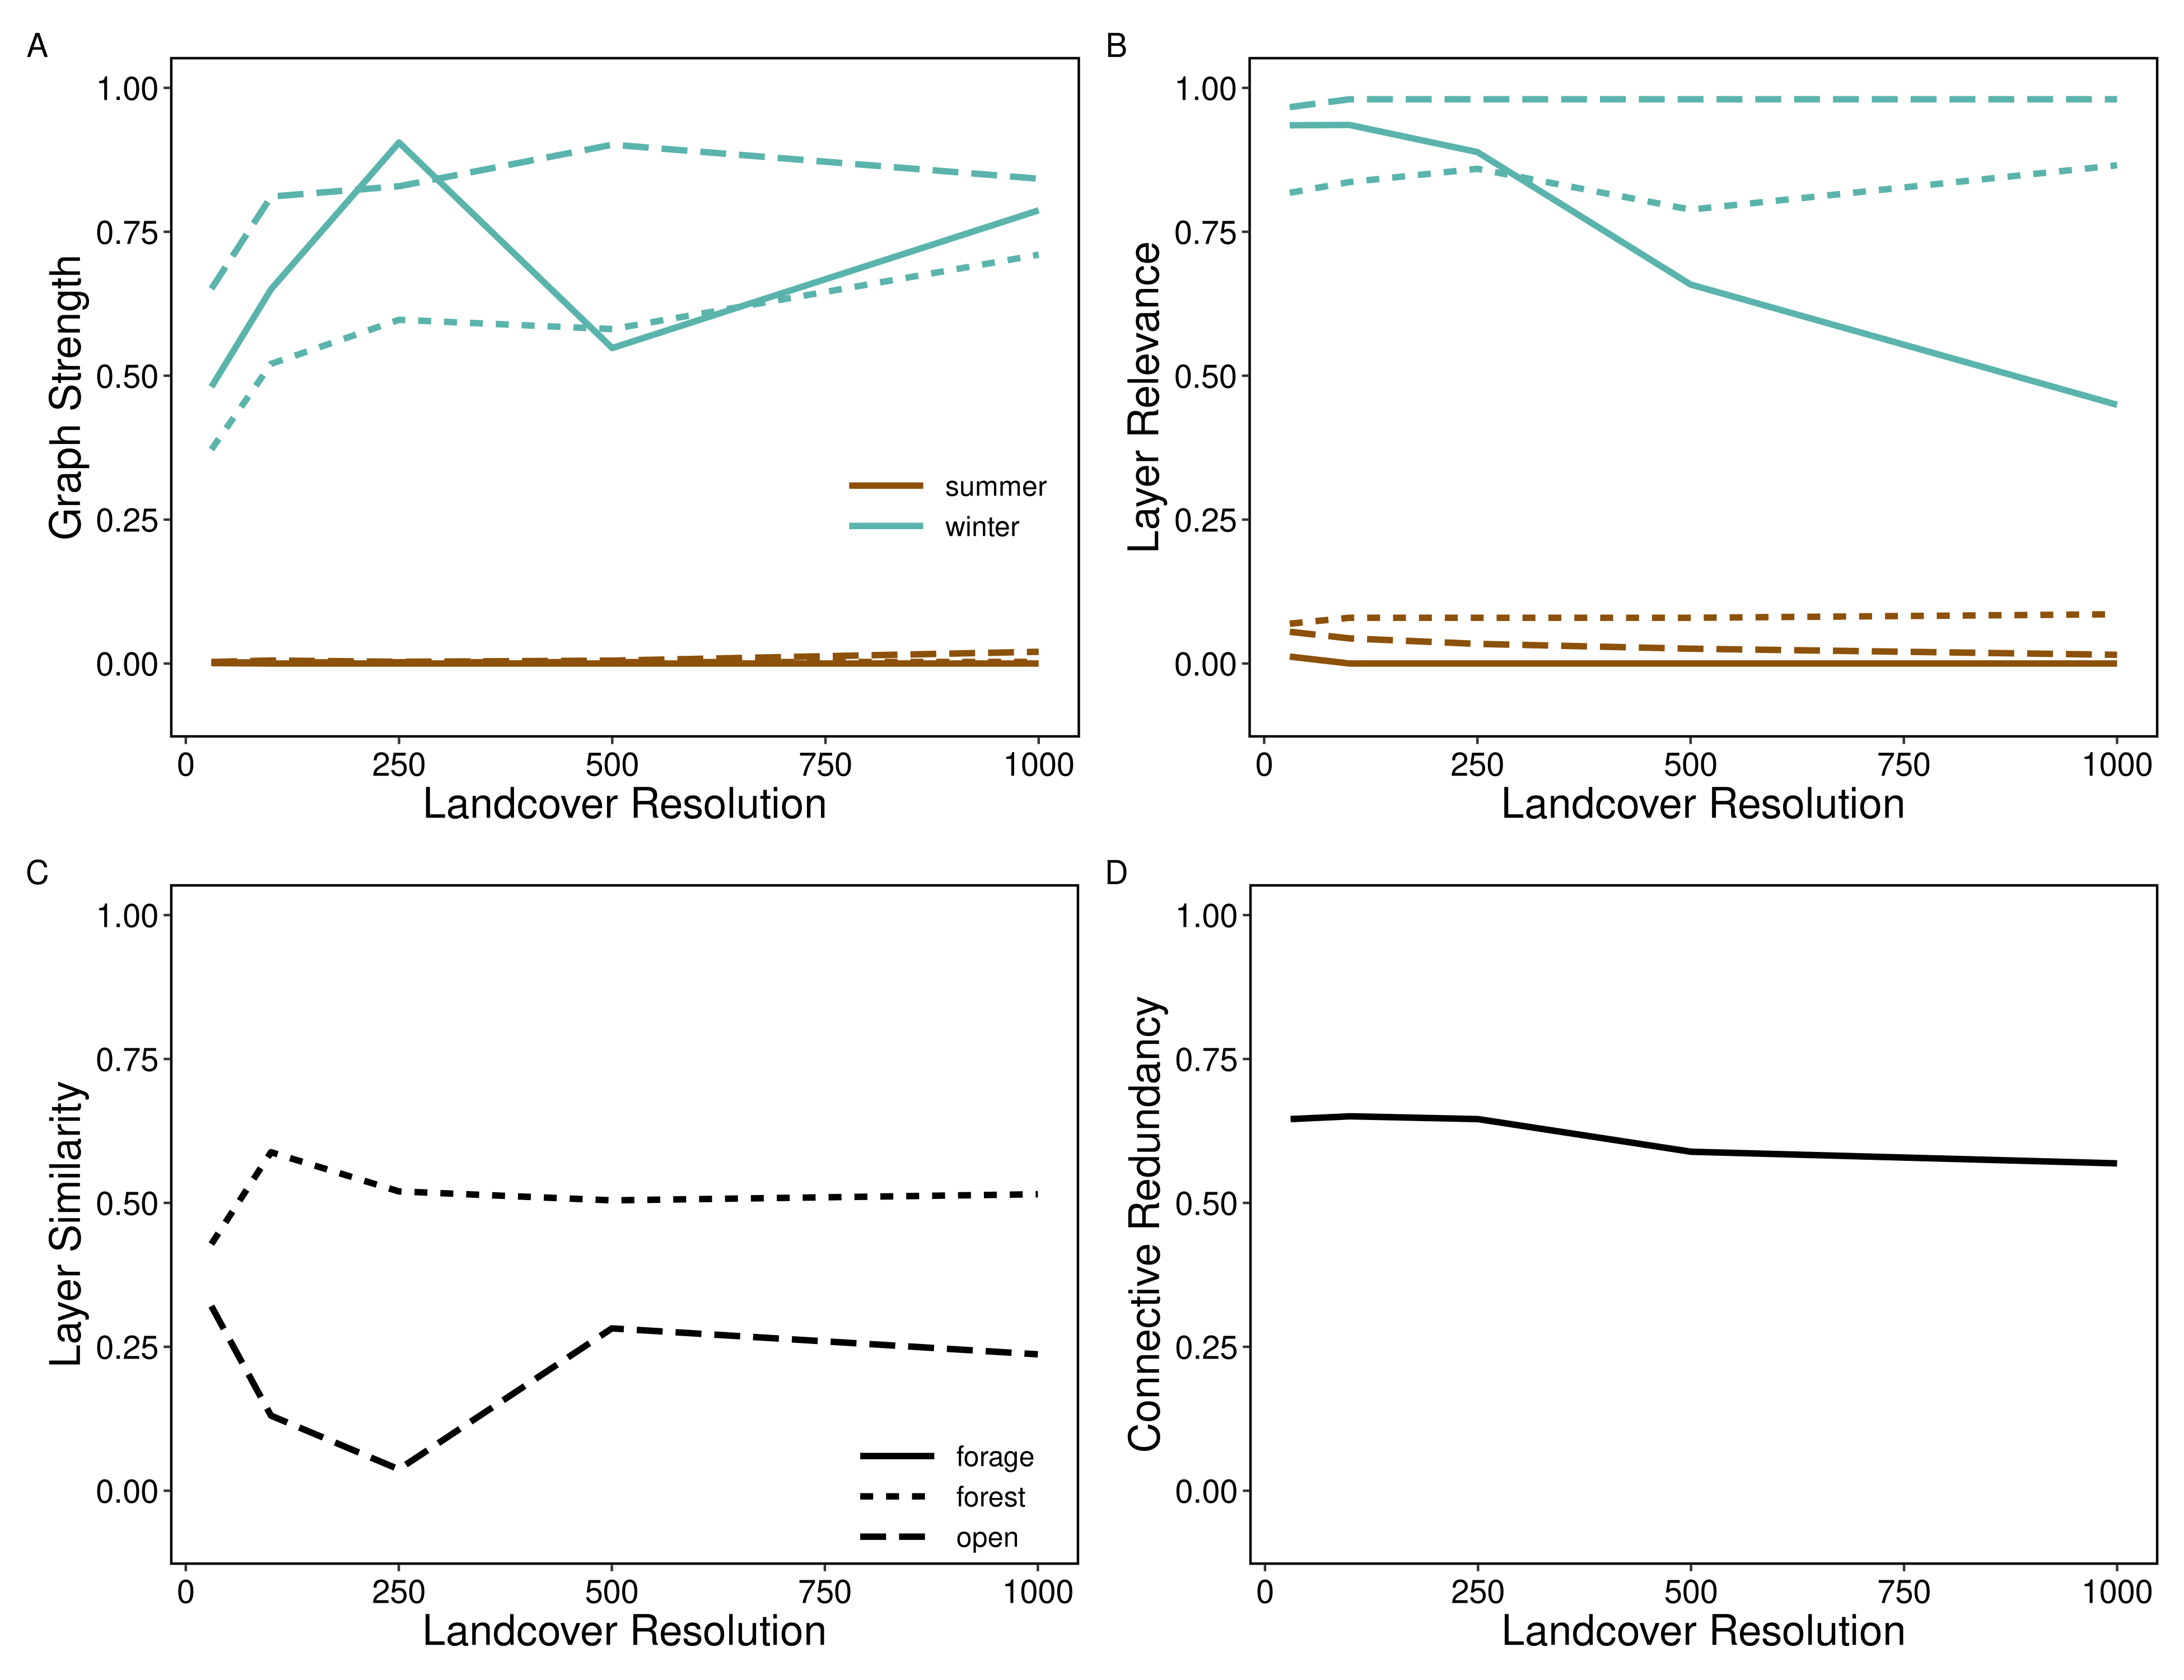 A
1.00
0.75
0.50
0.25
0.00
Graph Strength
summer
winter
0 250 500 750 1000
Landcover Resolution
B
1.00
0.75
0.50
0.25
0.00
Layer Relevance
0 250 500 750 1000
Landcover Resolution
C
1.00
0.75
0.50
0.25
0.00
Layer Similarity
forage
forest
open
0 250 500 750 1000
Landcover Resolution
D
1.00
0.75
0.50
0.25
0.00
Connective Redundancy
0 250 500 750 1000
Landcover Resolution